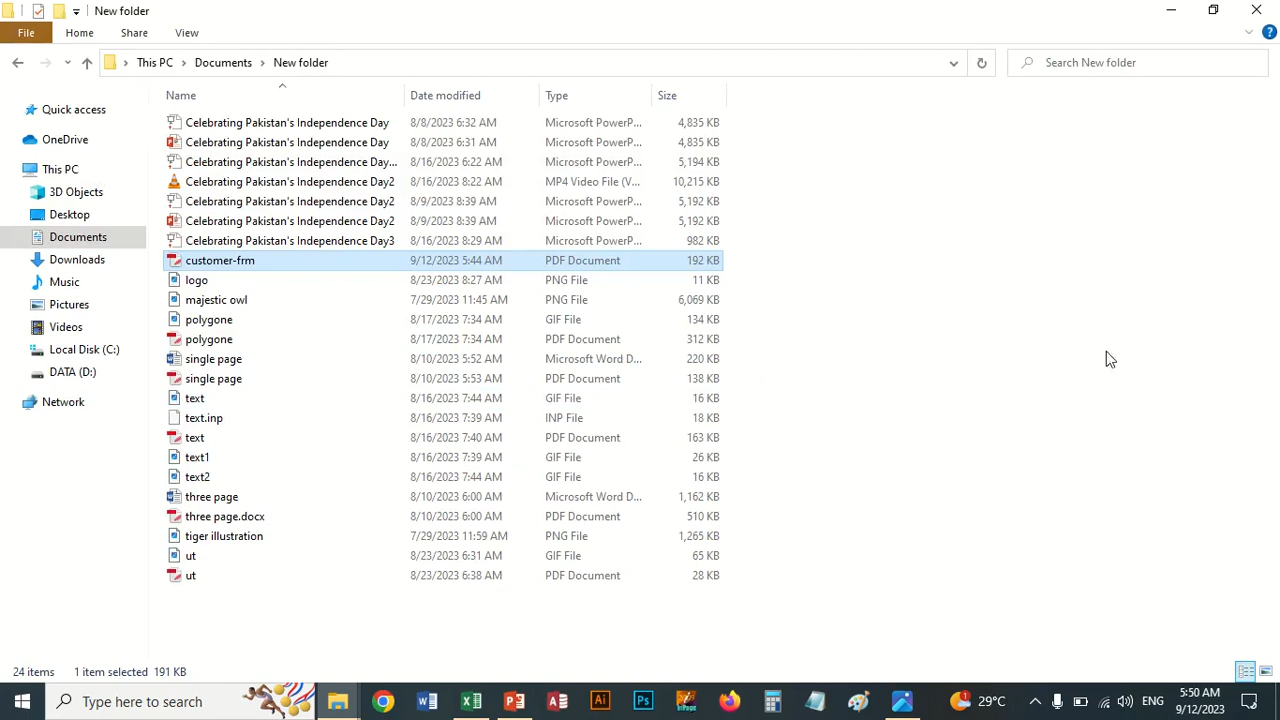 New folder
File Home Share View
This PC Documents New folder Search New folder
Name Date modified Type Size
Quick access
OneDrive
This PC
3D Objects
Desktop
Documents
Downloads
Music
Pictures
Videos
Local Disk (C:)
DATA (D:)
Network
Celebrating Pakistan's Independence Day 8/8/2023 6:32 AM Microsoft PowerP... 4,835 KB
Celebrating Pakistan's Independence Day 8/8/2023 6:31 AM Microsoft PowerP... 4,835 KB
Celebrating Pakistan's Independence Day... 8/16/2023 6:22 AM Microsoft PowerP... 5,194 KB
Celebrating Pakistan's Independence Day2 8/16/2023 8:22 AM MP4 Video File (V... 10,215 KB
Celebrating Pakistan's Independence Day2 8/9/2023 8:39 AM Microsoft PowerP... 5,192 KB
Celebrating Pakistan's Independence Day2 8/9/2023 8:39 AM Microsoft PowerP... 5,192 KB
Celebrating Pakistan's Independence Day3 8/16/2023 8:29 AM Microsoft PowerP... 982 KB
customer-frm 9/12/2023 5:44 AM PDF Document 192 KB
logo 8/23/2023 8:27 AM PNG File 11 KB
majestic owl 7/29/2023 11:45 AM PNG File 6,069 KB
polygone 8/17/2023 7:34 AM GIF File 134 KB
polygone 8/17/2023 7:34 AM PDF Document 312 KB
single page 8/10/2023 5:52 AM Microsoft Word D... 220 KB
single page 8/10/2023 5:53 AM PDF Document 138 KB
text 8/16/2023 7:44 AM GIF File 16 KB
text.inp 8/16/2023 7:39 AM INP File 18 KB
text 8/16/2023 7:40 AM PDF Document 163 KB
text1 8/16/2023 7:39 AM GIF File 26 KB
text2 8/16/2023 7:44 AM GIF File 16 KB
three page 8/10/2023 6:00 AM Microsoft Word D... 1,162 KB
three page.docx 8/10/2023 6:00 AM PDF Document 510 KB
tiger illustration 7/29/2023 11:59 AM PNG File 1,265 KB
ut 8/23/2023 6:31 AM GIF File 65 KB
ut 8/23/2023 6:38 AM PDF Document 28 KB
24 items 1 item selected 191 KB
Type here to search 29°C ENG 5:50 AM
9/12/2023